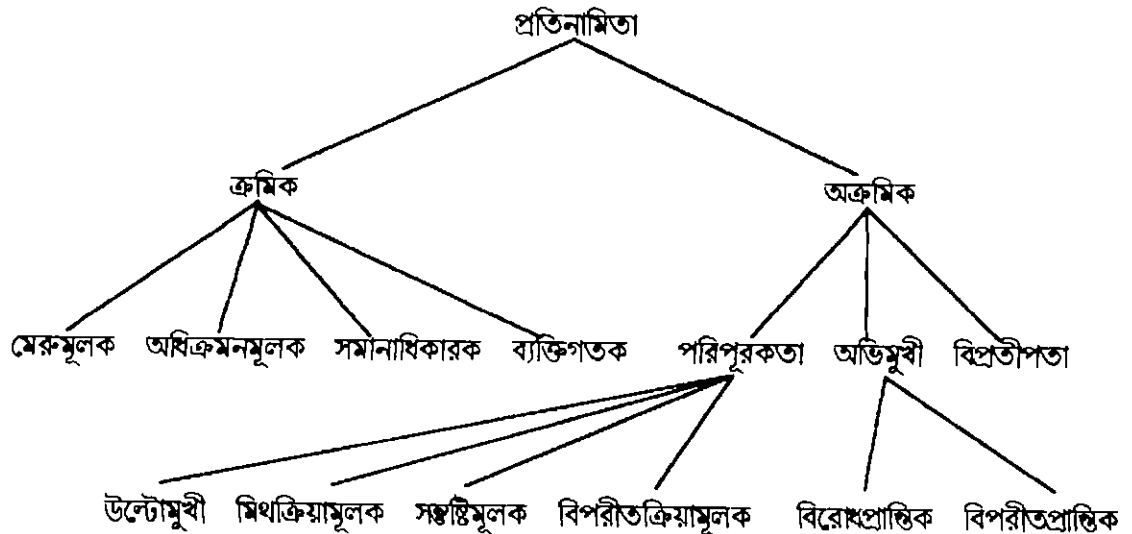 প্রতিনামিতা
ক্রমিক অক্রমিক
মেরুমূলক অধিক্রমনমূলক সমানাধিকারক ব্যক্তিগতক পরিপূরকতা অভিমুখী বিপ্রতীপতা
উল্টোমুখী মিথক্রিয়ামূলক সন্তুষ্টিমূলক বিপরীতক্রিয়ামূলক বিরোধপ্রান্তিক বিপরীতপ্রান্তিক